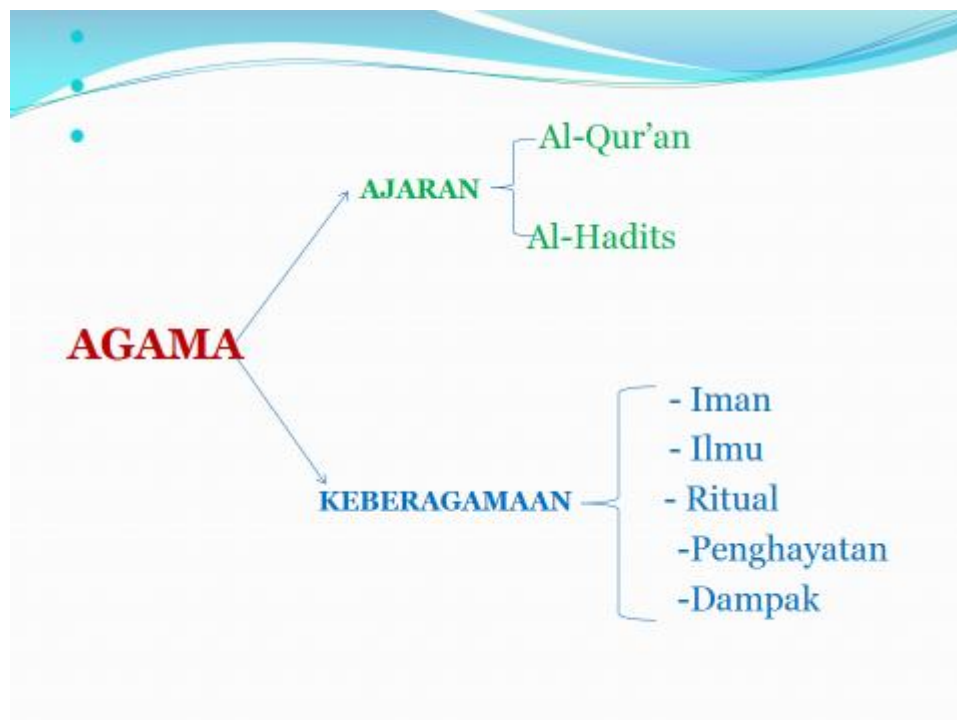 Al-Qur’an
AJARAN
Al-Hadits
AGAMA
- Iman
- Ilmu
KEBERAGAMAAN - Ritual
-Penghayatan
-Dampak